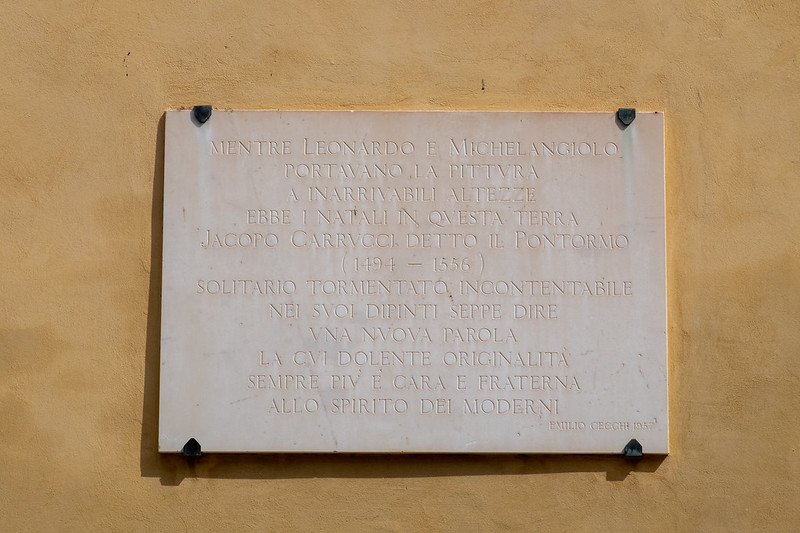 MENTRE LEONARDO E MICHELANGIOLO
PORTAVANO LA PITTVRA
A INARRIVABILI ALTEZZE
EBBE I NATALI IN QVESTA TERRA
JACOPO CARRVCCI DETTO IL PONTORMO
(1494 — 1556)
SOLITARIO TORMENTATO INCONTENTABILE
NEI SVOI DIPINTI SEPPE DIRE
VNA NVOVA PAROLA
LA CVI DOLENTE ORIGINALITÀ
SEMPRE PIV E CARA E FRATERNA
ALLO SPIRITO DEI MODERNI
EMILIO CECCHI 1957